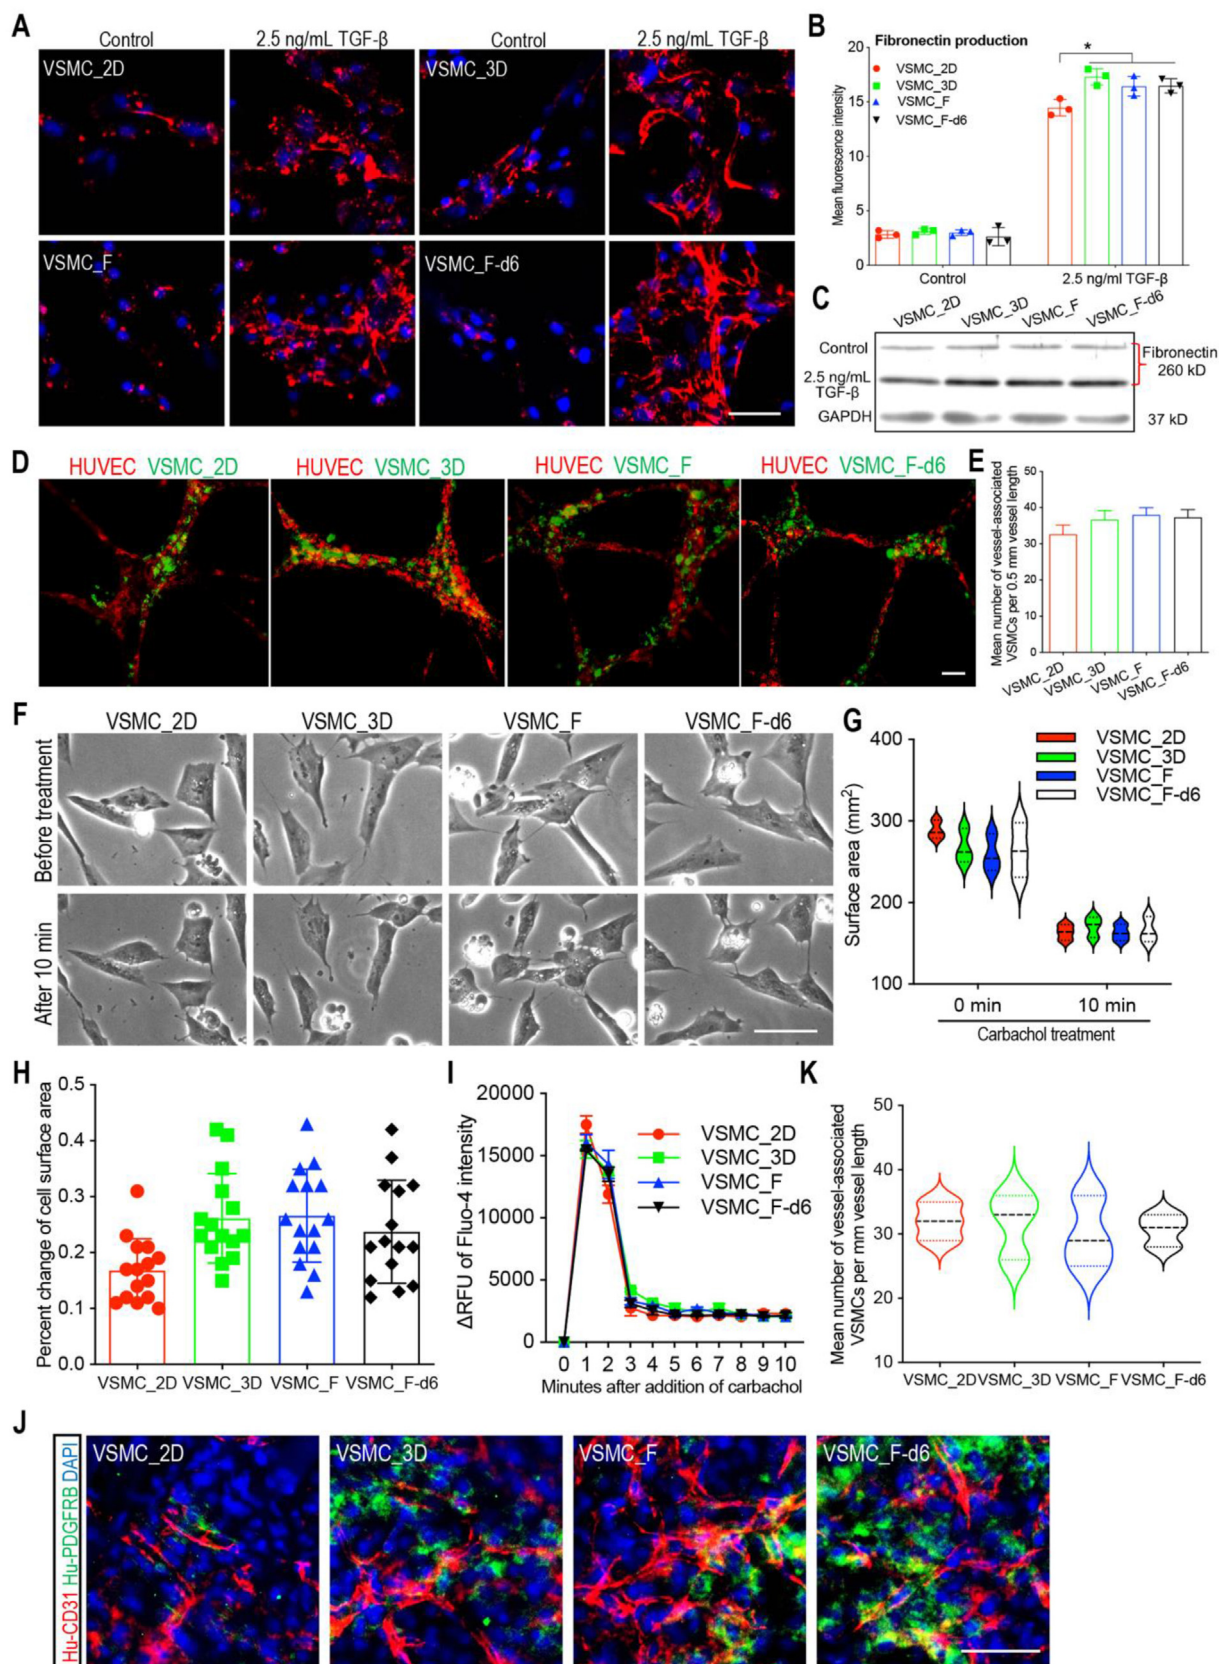 A
Control
2.5 ng/mL TGF-β
Control
2.5 ng/mL TGF-β
VSMC_2D
VSMC_3D
VSMC_F
VSMC_F-d6
B
Fibronectin production
VSMC_2D
VSMC_3D
VSMC_F
VSMC_F-d6
*
Mean fluorescence intensity
20
15
10
5
0
Control
2.5 ng/ml TGF-β
C
VSMC_2D
VSMC_3D
VSMC_F
VSMC_F-d6
Control
2.5 ng/mL
TGF-β
GAPDH
Fibronectin
260 kD
37 kD
D
HUVEC VSMC_2D
HUVEC VSMC_3D
HUVEC VSMC_F
HUVEC VSMC_F-d6
E
Mean number of vessel-associated
VSMCs per 0.5 mm vessel length
50
40
30
20
10
0
VSMC_2D
VSMC_3D
VSMC_F
VSMC_F-d6
F
VSMC_2D
VSMC_3D
VSMC_F
VSMC_F-d6
Before treatment
After 10 min
G
Surface area (mm²)
400
300
200
100
VSMC_2D
VSMC_3D
VSMC_F
VSMC_F-d6
0 min
10 min
Carbachol treatment
H
Percent change of cell surface area
0.5
0.4
0.3
0.2
0.1
0.0
VSMC_2D
VSMC_3D
VSMC_F
VSMC_F-d6
I
ΔRFU of Fluo-4 intensity
20000
15000
10000
5000
0
VSMC_2D
VSMC_3D
VSMC_F
VSMC_F-d6
0 1 2 3 4 5 6 7 8 9 10
Minutes after addition of carbachol
K
Mean number of vessel-associated
VSMCs per mm vessel length
50
40
30
20
10
VSMC_2D
VSMC_3D
VSMC_F
VSMC_F-d6
J
Hu-CD31 Hu-PDGFRB DAPI
VSMC_2D
VSMC_3D
VSMC_F
VSMC_F-d6